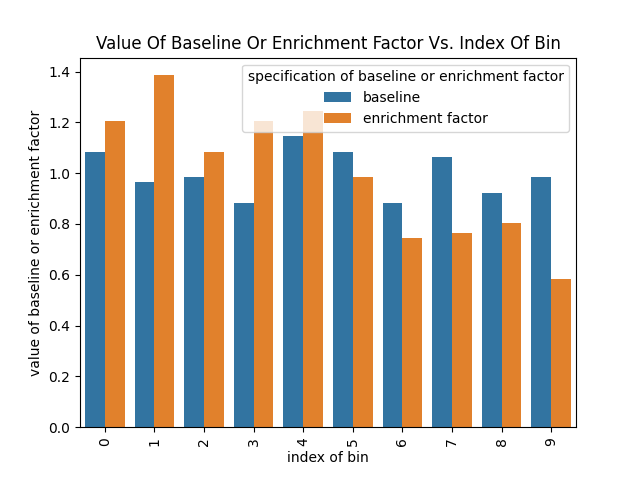 Value Of Baseline Or Enrichment Factor Vs. Index Of Bin
specification of baseline or enrichment factor
baseline
enrichment factor
value of baseline or enrichment factor
1.4
1.2
1.0
0.8
0.6
0.4
0.2
0.0
0 1 2 3 4 5 6 7 8 9
index of bin